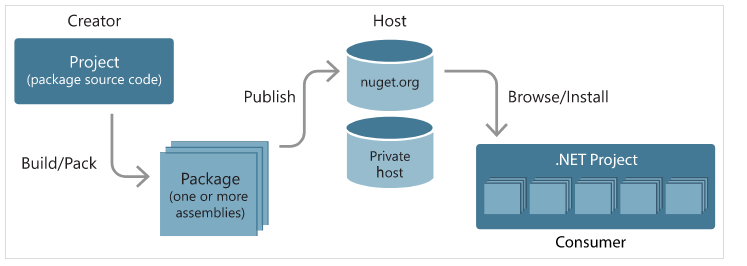 Creator
Project
(package source code)
Build/Pack
Package
(one or more
assemblies)
Publish
Host
nuget.org
Private
host
Browse/Install
.NET Project
Consumer